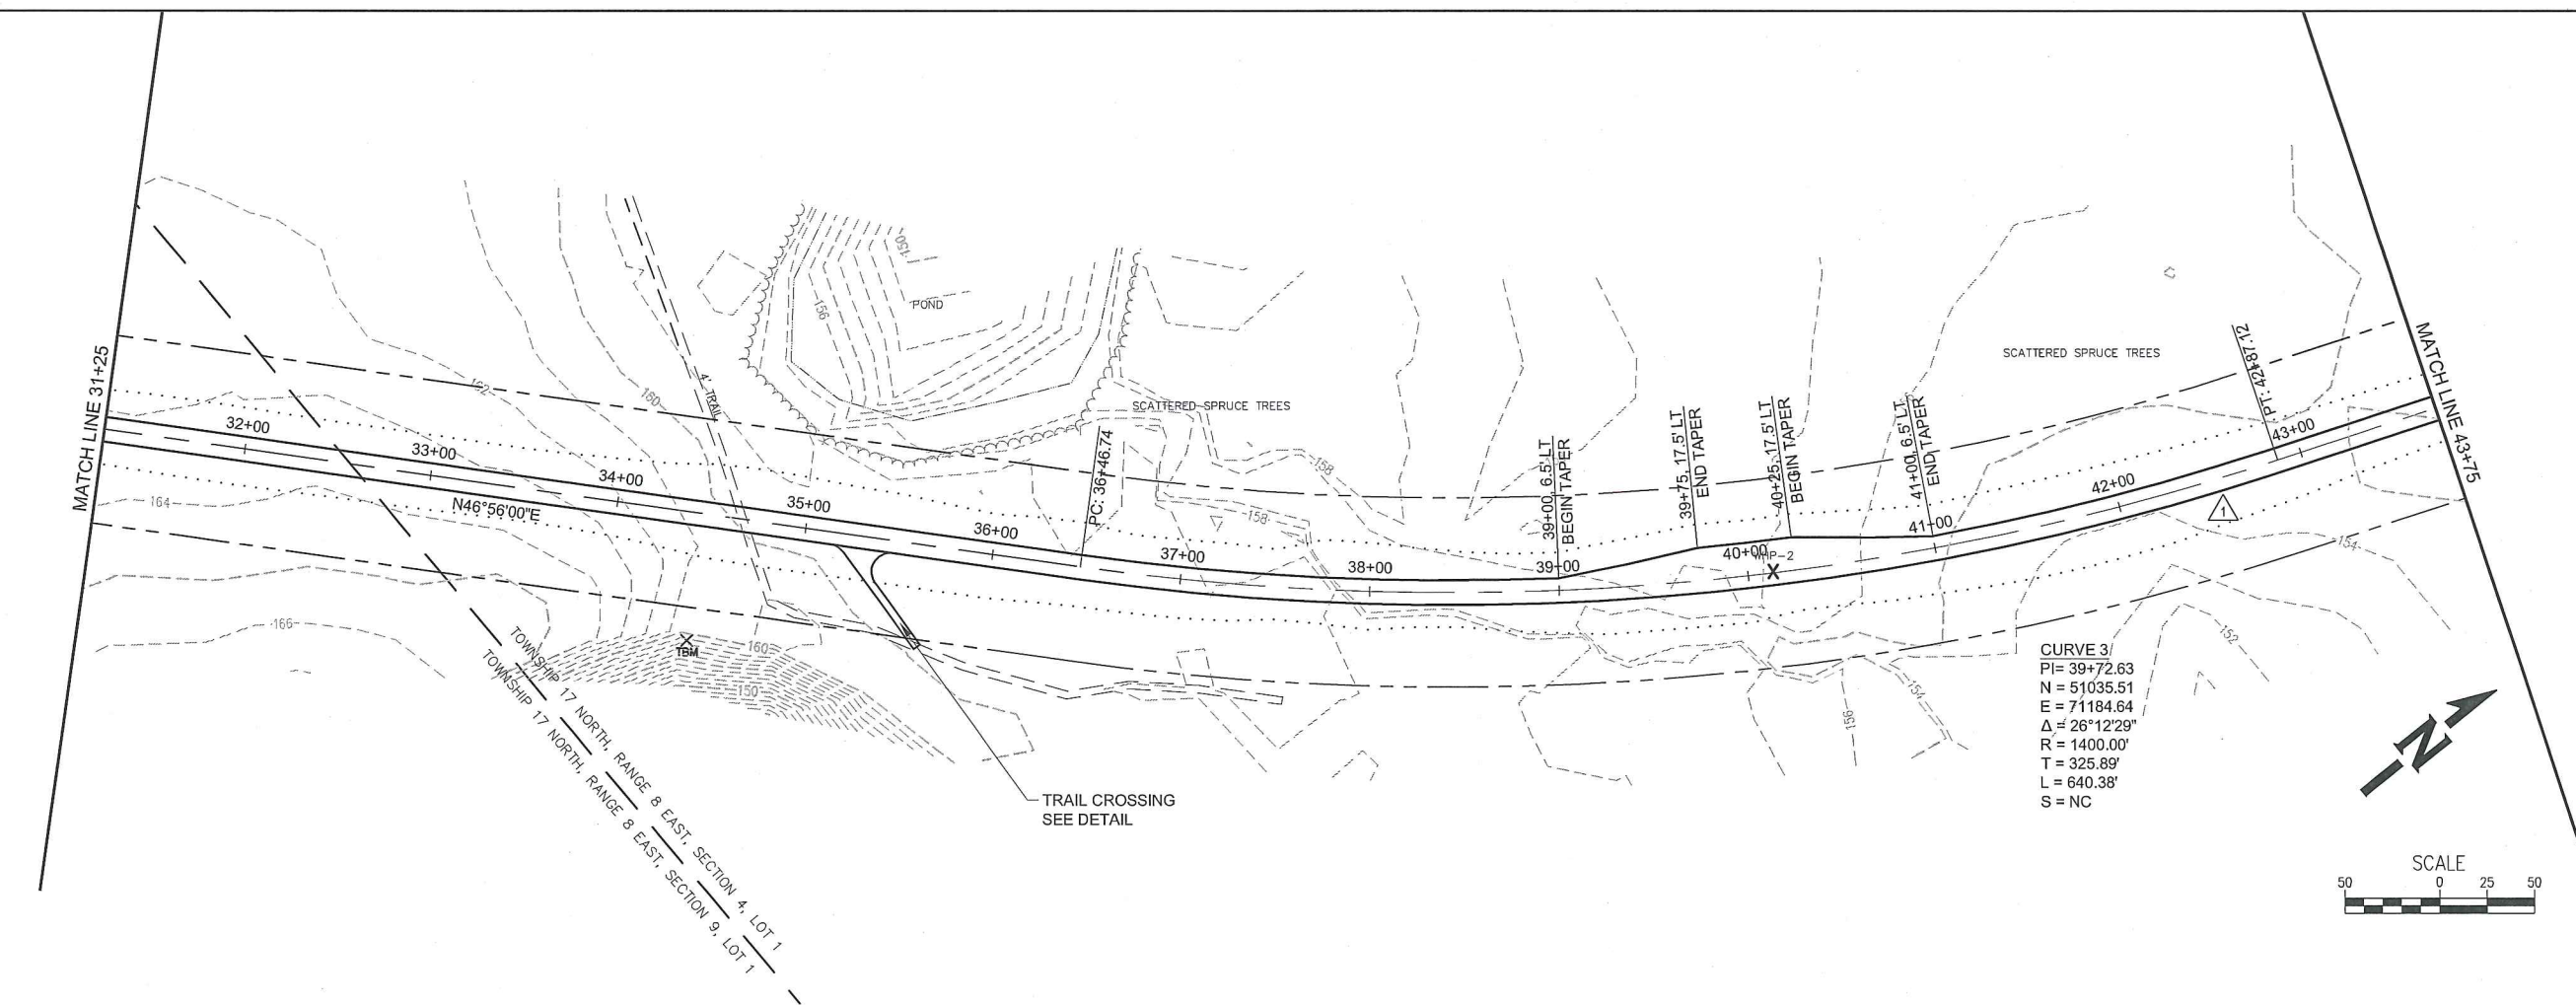 MATCH LINE 31+25
32+00
33+00
34+00
35+00
36+00
37+00
38+00
39+00
40+00
41+00
42+00
43+00
N46°56'00"E
PC: 36+46.74
39+00, 6.5' LT
BEGIN TAPER
39+75, 17.5' LT
END TAPER
40+25, 17.5' LT
BEGIN TAPER
41+00, 6.5' LT
END TAPER
PT: 42+87.12
MATCH LINE 43+75
162
160
164
166
4' TRAIL
156
150
POND
SCATTERED SPRUCE TREES
SCATTERED SPRUCE TREES
158
158
1
154
152
154
156
TBM
160
150
TOWNSHIP 17 NORTH, RANGE 8 EAST, SECTION 4, LOT 1
TOWNSHIP 17 NORTH, RANGE 8 EAST, SECTION 9, LOT 1
TRAIL CROSSING
SEE DETAIL
CURVE 3
PI= 39+72.63
N = 51035.51
E = 71184.64
Δ = 26°12'29"
R = 1400.00'
T = 325.89'
L = 640.38'
S = NC
N
SCALE
50 0 25 50